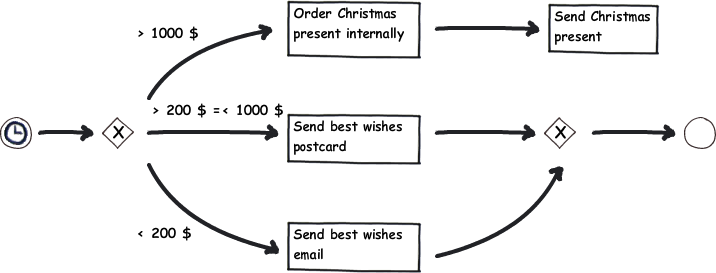 > 1000 $
Order Christmas
present internally
Send Christmas
present
> 200 $ =< 1000 $
Send best wishes
postcard
X
X
< 200 $
Send best wishes
email